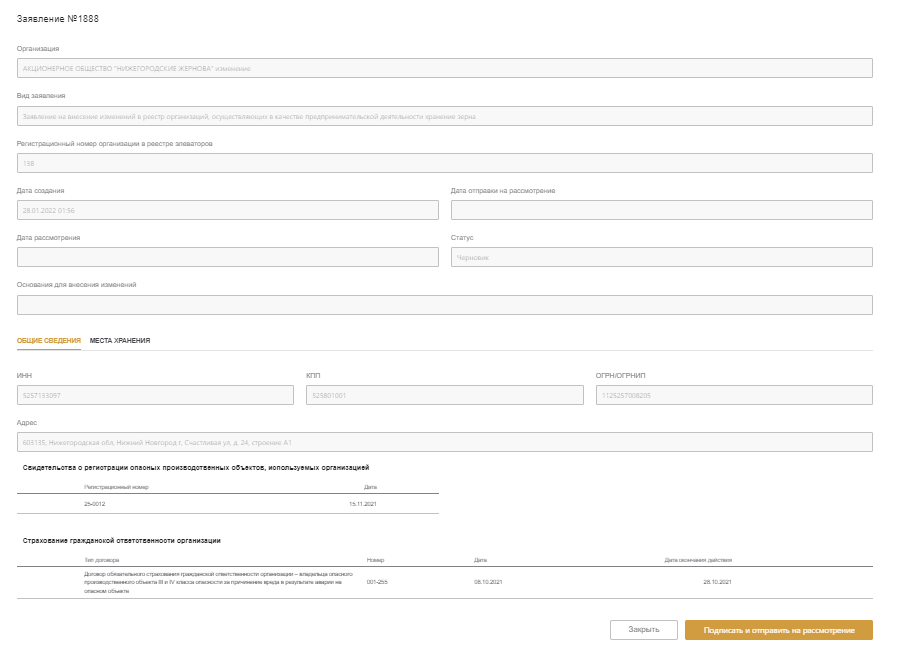 Заявление №1888
Организация
АКЦИОНЕРНОЕ ОБЩЕСТВО "НИЖЕГОРОДСКИЕ ЖЕРНОВА" изменение
Вид заявления
Заявление на внесение изменений в реестр организаций, осуществляющих в качестве предпринимательской деятельности хранение зерна
Регистрационный номер организации в реестре элеваторов
138
Дата создания Дата отправки на рассмотрение
28.01.2022 01:56
Дата рассмотрения Статус
Черновик
Основания для внесения изменений
ОБЩИЕ СВЕДЕНИЯ МЕСТА ХРАНЕНИЯ
ИНН КПП ОГРН/ОГРНИП
5257133097 525801001 1125257008205
Адрес
603135, Нижегородская обл, Нижний Новгород г, Счастливая ул, д. 24, строение А1
Свидетельства о регистрации опасных производственных объектов, используемых организацией
Регистрационный номер Дата
25-0012 15.11.2021
Страхование гражданской ответственности организации
Тип договора Номер Дата Дата окончания действия
Договор обязательного страхования гражданской ответственности организации – владельца опасного
производственного объекта III и IV класса опасности за причинение вреда в результате аварии на 001-255 08.10.2021 28.10.2021
опасном объекте
Закрыть Подписать и отправить на рассмотрение